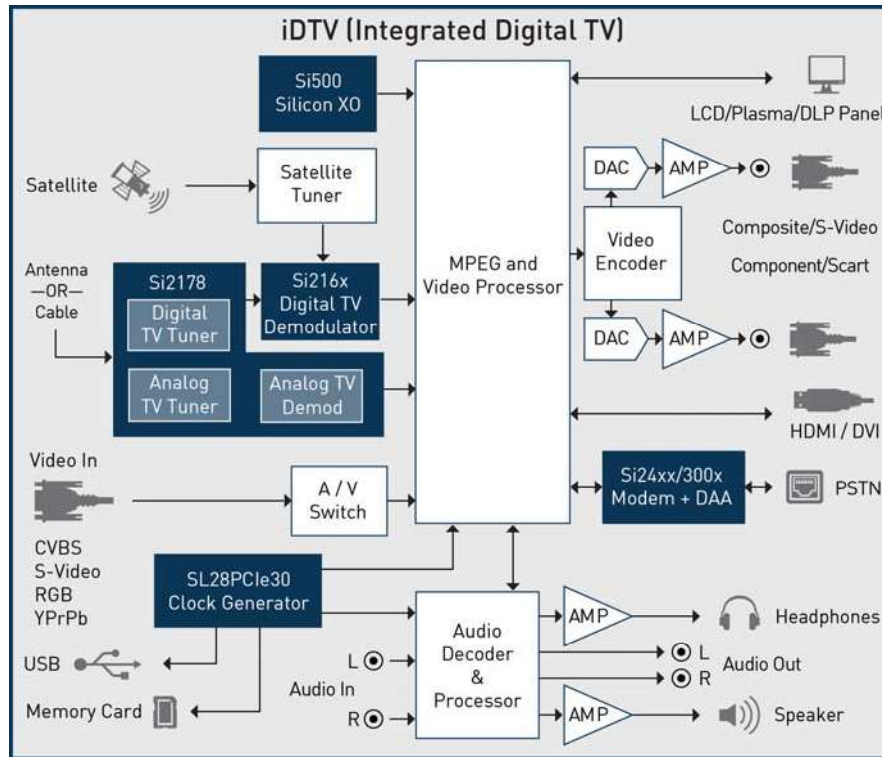 iDTV (Integrated Digital TV)
Si500
Silicon XO
LCD/Plasma/DLP Panel
Satellite
Satellite
Tuner
DAC
AMP
Composite/S-Video
Component/Scart
Antenna
—OR—
Cable
Si2178
Digital
TV Tuner
Analog
TV Tuner
Analog TV
Demod
Si216x
Digital TV
Demodulator
MPEG and
Video Processor
Video
Encoder
DAC
AMP
HDMI / DVI
Video In
CVBS
S-Video
RGB
YPrPb
A / V
Switch
Si24xx/300x
Modem + DAA
PSTN
SL28PCIe30
Clock Generator
USB
Memory Card
L
Audio In
R
Audio
Decoder
&
Processor
AMP
Headphones
L
Audio Out
R
AMP
Speaker